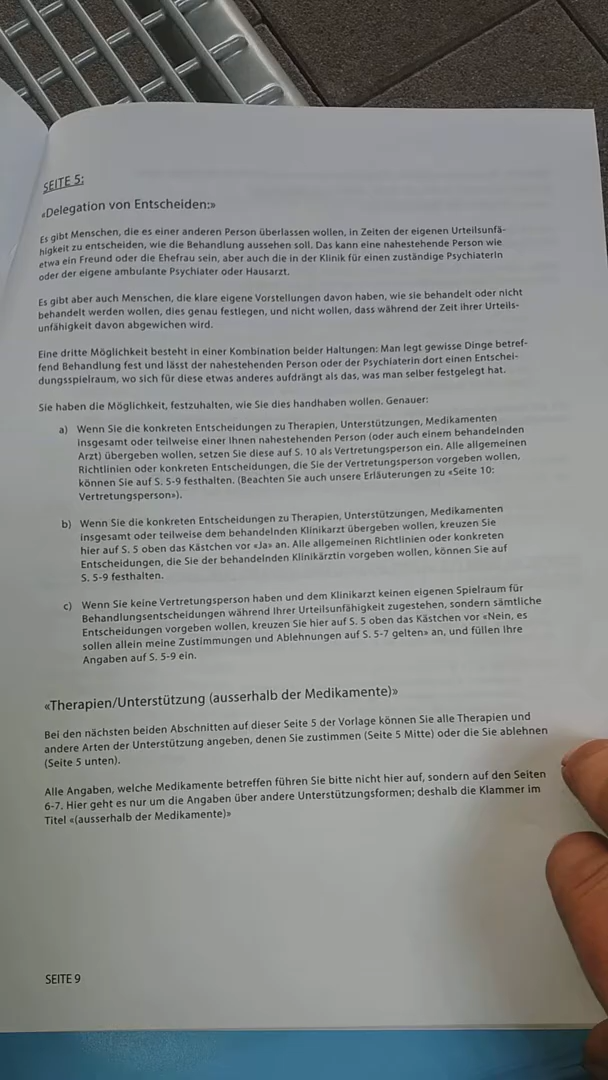 SEITE 5:
«Delegation von Entscheiden:»
Es gibt Menschen, die es einer anderen Person überlassen wollen, in Zeiten der eigenen Urteilsunfä-
higkeit zu entscheiden, wie die Behandlung aussehen soll. Das kann eine nahestehende Person wie
etwa ein Freund oder die Ehefrau sein, aber auch die in der Klinik für einen zuständige PsychiaterIn
oder der eigene ambulante Psychiater oder Hausarzt.
Es gibt aber auch Menschen, die klare eigene Vorstellungen davon haben, wie sie behandelt oder nicht
behandelt werden wollen, dies genau festlegen, und nicht wollen, dass während der Zeit ihrer Urteils-
unfähigkeit davon abgewichen wird.
Eine dritte Möglichkeit besteht in einer Kombination beider Haltungen: Man legt gewisse Dinge betref-
fend Behandlung fest und lässt der nahestehenden Person oder der Psychiaterin dort einen Entschei-
dungsspielraum, wo sich für diese etwas anderes aufdrängt als das, was man selber festgelegt hat.
Sie haben die Möglichkeit, festzuhalten, wie Sie dies handhaben wollen. Genauer:
a) Wenn Sie die konkreten Entscheidungen zu Therapien, Unterstützungen, Medikamenten
insgesamt oder teilweise einer Ihnen nahestehenden Person (oder auch einem behandelnden
Arzt) übergeben wollen, setzen Sie diese auf S. 10 als Vertretungsperson ein. Alle allgemeinen
Richtlinien oder konkreten Entscheidungen, die Sie der Vertretungsperson vorgeben wollen,
können Sie auf S. 5-9 festhalten. (Beachten Sie auch unsere Erläuterungen zu «Seite 10:
Vertretungsperson»).
b) Wenn Sie die konkreten Entscheidungen zu Therapien, Unterstützungen, Medikamenten
insgesamt oder teilweise dem behandelnden Klinikarzt übergeben wollen, kreuzen Sie
hier auf S. 5 oben das Kästchen vor «Ja» an. Alle allgemeinen Richtlinien oder konkreten
Entscheidungen, die Sie der behandelnden Klinikärztin vorgeben wollen, können Sie auf
S. 5-9 festhalten.
c) Wenn Sie keine Vertretungsperson haben und dem Klinikarzt keinen eigenen Spielraum für
Behandlungsentscheidungen während Ihrer Urteilsunfähigkeit zugestehen, sondern sämtliche
Entscheidungen vorgeben wollen, kreuzen Sie hier auf S. 5 oben das Kästchen vor «Nein, es
sollen allein meine Zustimmungen und Ablehnungen auf S. 5-7 gelten» an, und füllen Ihre
Angaben auf S. 5-9 ein.
«Therapien/Unterstützung (ausserhalb der Medikamente)»
Bei den nächsten beiden Abschnitten auf dieser Seite 5 der Vorlage können Sie alle Therapien und
andere Arten der Unterstützung angeben, denen Sie zustimmen (Seite 5 Mitte) oder die Sie ablehnen
(Seite 5 unten).
Alle Angaben, welche Medikamente betreffen führen Sie bitte nicht hier auf, sondern auf den Seiten
6-7. Hier geht es nur um die Angaben über andere Unterstützungsformen; deshalb die Klammer im
Titel «(ausserhalb der Medikamente)»
SEITE 9